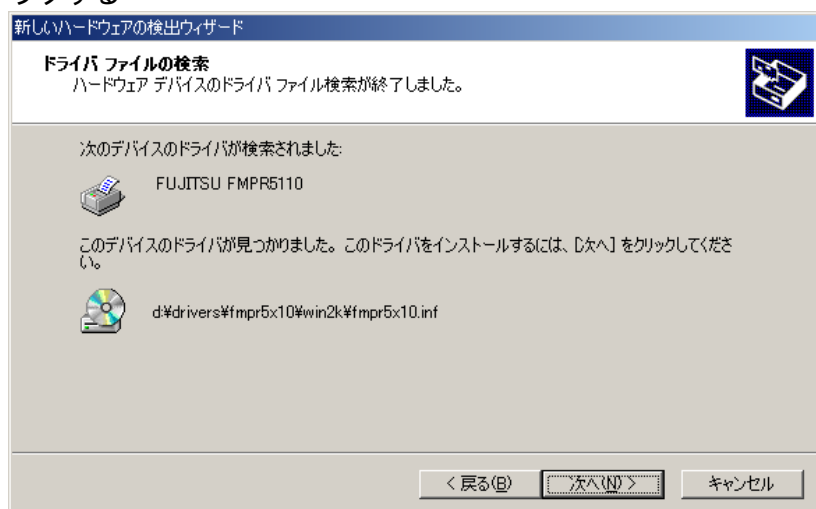 新しいハードウェアの検出ウィザード
ドライバ ファイルの検索
ハードウェア デバイスのドライバ ファイル検索が終了しました。
次のデバイスのドライバが検索されました:
FUJITSU FMPR5110
このデバイスのドライバが見つかりました。このドライバをインストールするには、[次へ] をクリックしてくださ
い。
d:¥drivers¥fmpr5x10¥win2k¥fmpr5x10.inf
< 戻る(B)
次へ(N) >
キャンセル